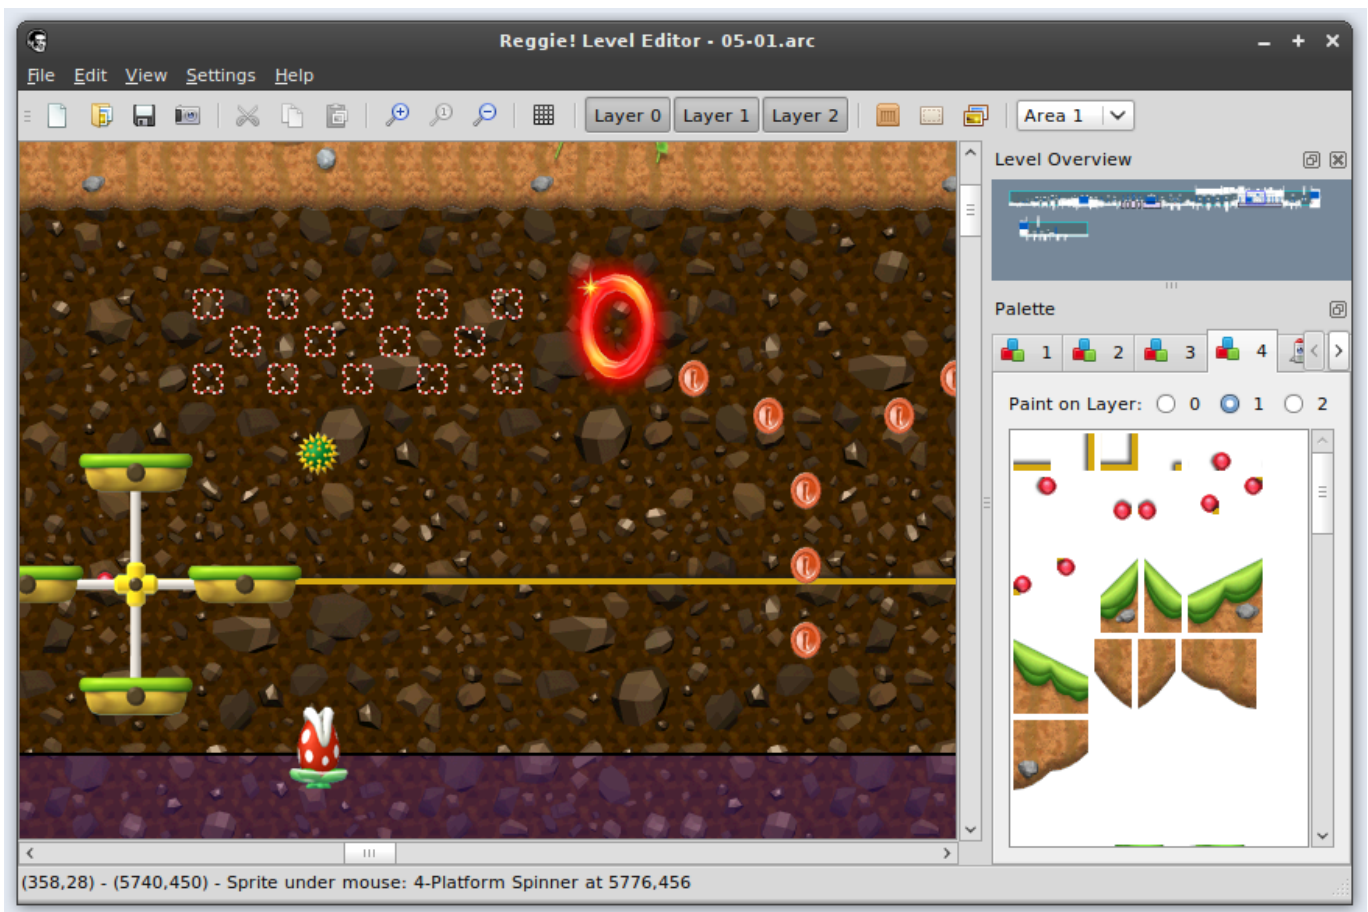 Reggie! Level Editor - 05-01.arc
File Edit View Settings Help
1 Layer 0 Layer 1 Layer 2 Area 1
Level Overview
Palette
1 2 3 4
Paint on Layer: 0 1 2
(358,28) - (5740,450) - Sprite under mouse: 4-Platform Spinner at 5776,456